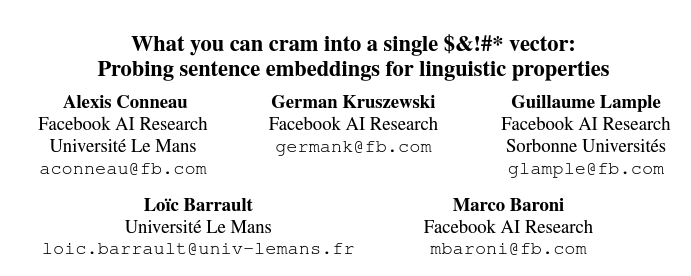 What you can cram into a single $&!#* vector:
Probing sentence embeddings for linguistic properties
Alexis Conneau German Kruszewski Guillaume Lample
Facebook AI Research Facebook AI Research Facebook AI Research
Université Le Mans germank@fb.com Sorbonne Universités
aconneau@fb.com glample@fb.com
Loïc Barrault Marco Baroni
Université Le Mans Facebook AI Research
loic.barrault@univ-lemans.fr mbaroni@fb.com